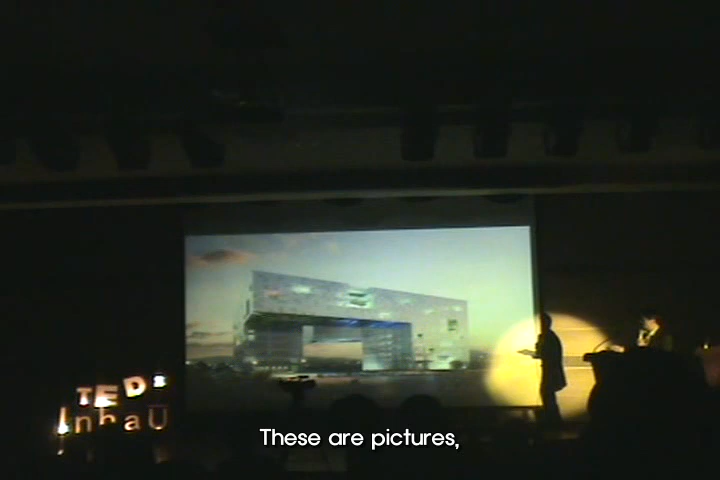 TEDx
InhaU
These are pictures,